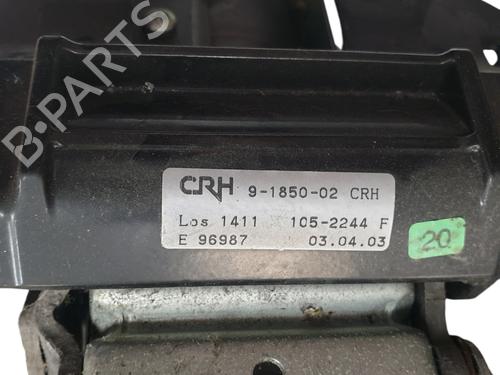 B-PARTS
CRH 9-1850-02 CRH
Los 1411 105-2244 F
E 96987 03.04.03
20